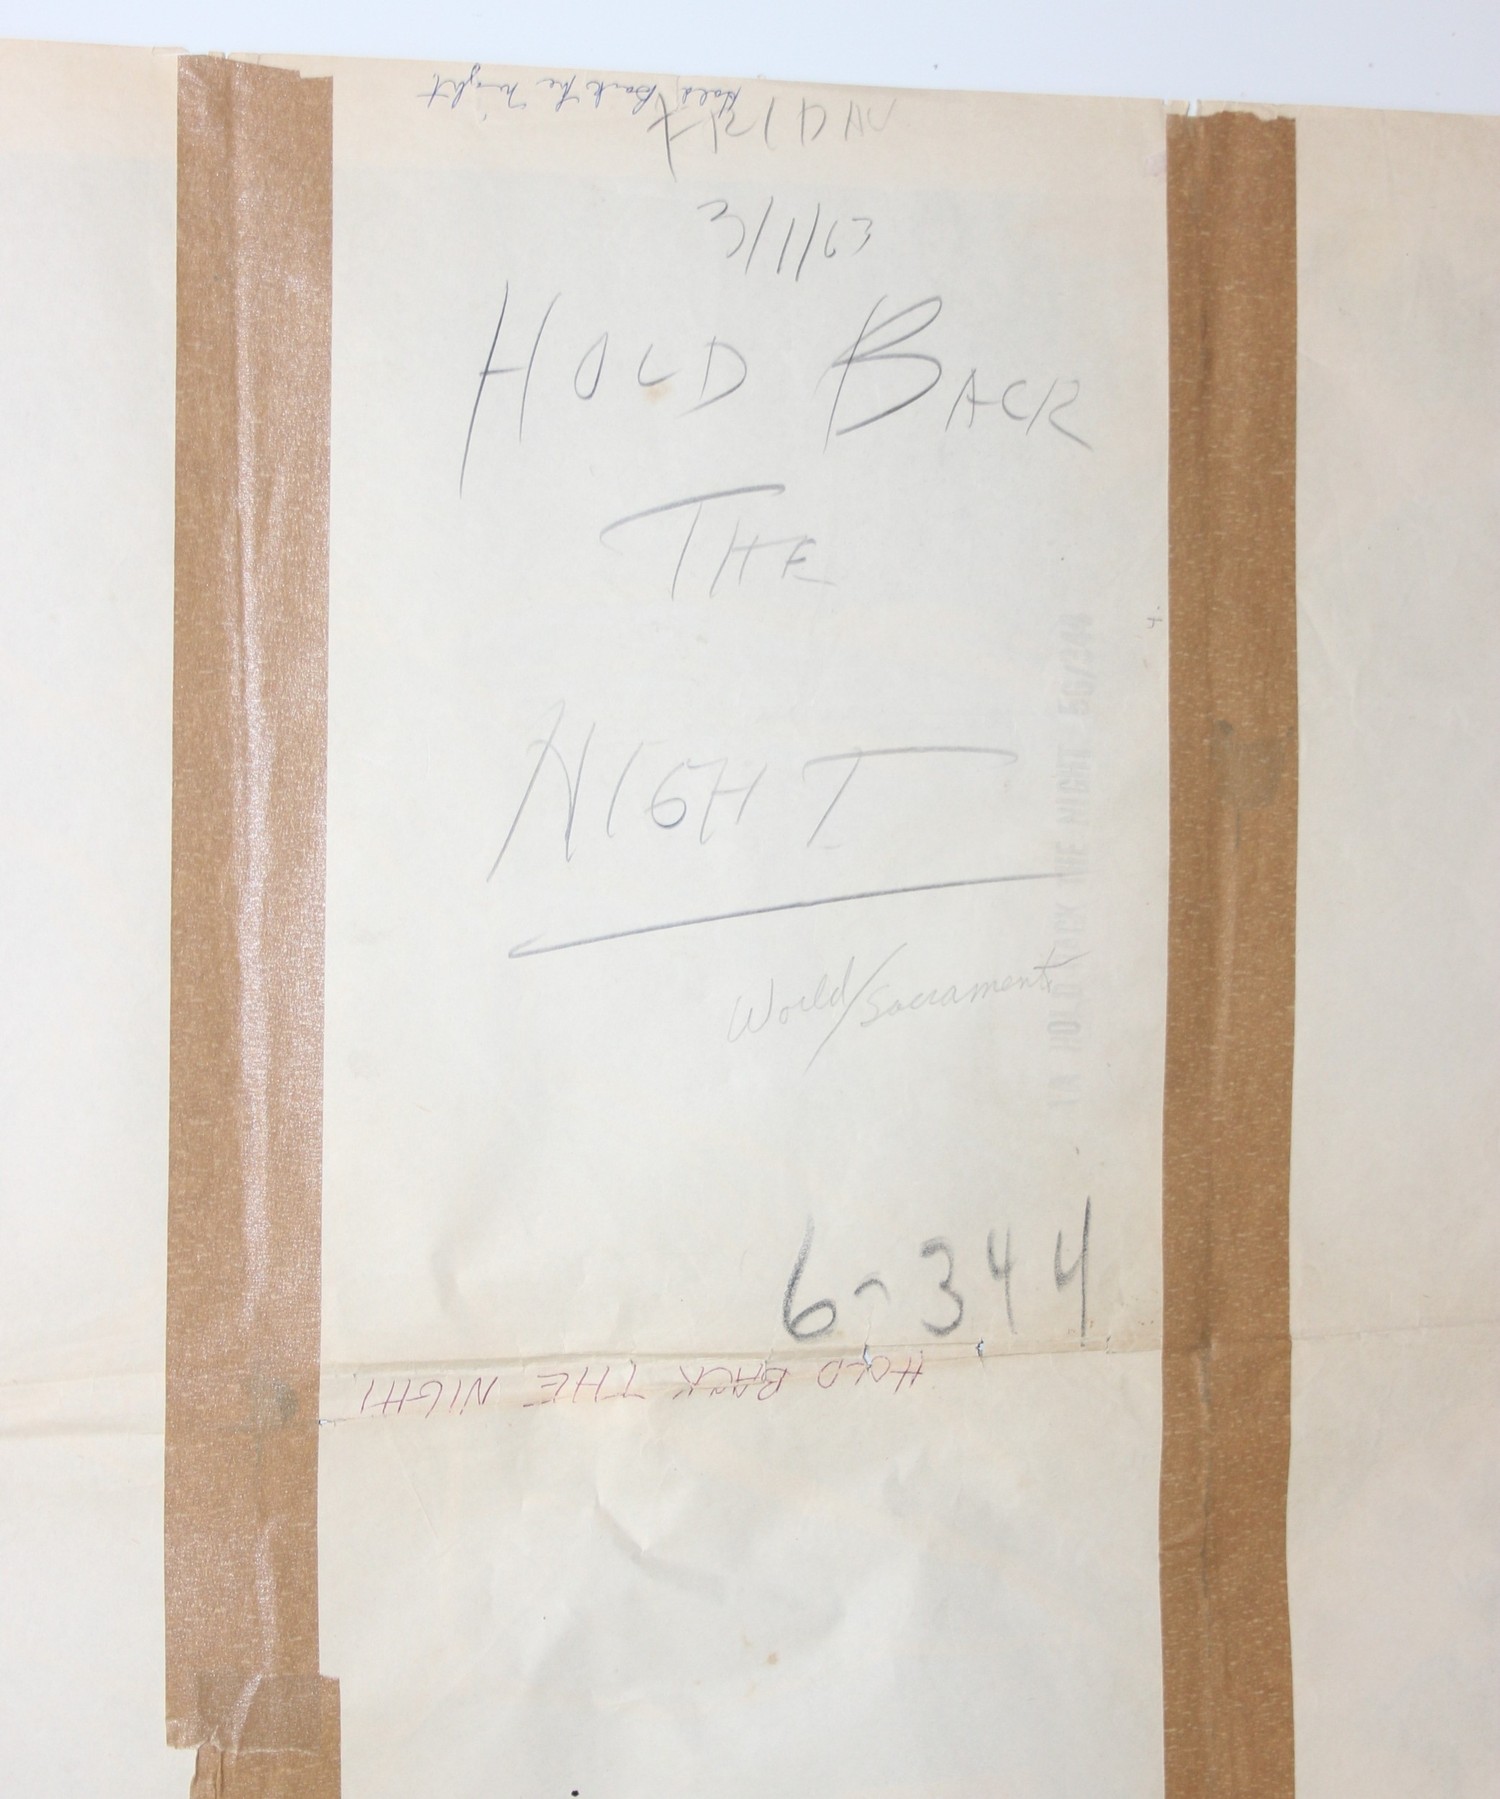 Hold Back the Night
FRIDAY
3/1/63
HOLD BACK
THE
NIGHT
World/Sacrament
6-344
HOLD BACK THE NIGHT
HOLD BACK THE NIGHT 56/344